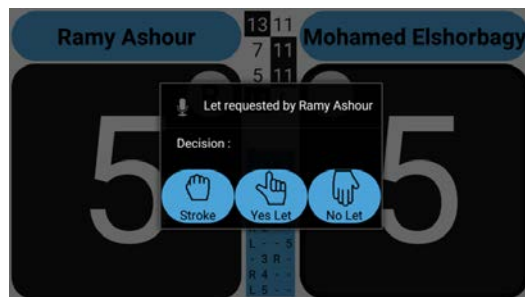 Ramy Ashour
13 11
Mohamed Elshorbagy
7 11
5 11
Let requested by Ramy Ashour
Decision :
5
5
Stroke
Yes Let
No Let
L - - 5
- 3 R -
R 4 - -
L 5 - -